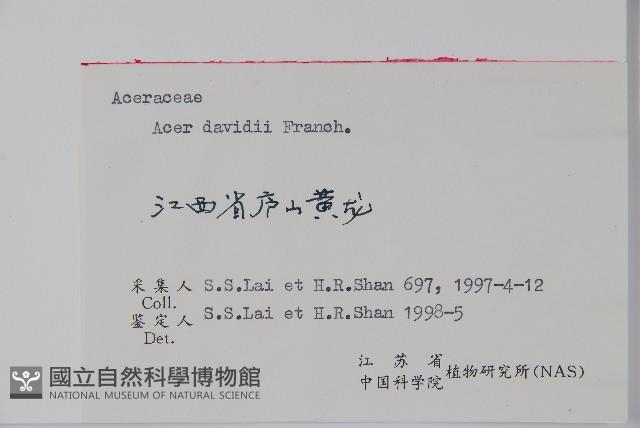 Aceraceae
Acer davidii Franch.
江西省庐山黄龙
采集人 S.S.Lai et H.R.Shan 697, 1997-4-12
Coll.
鉴定人 S.S.Lai et H.R.Shan 1998-5
Det.
江苏省
中国科学院 植物研究所(NAS)
國立自然科學博物館
NATIONAL MUSEUM OF NATURAL SCIENCE